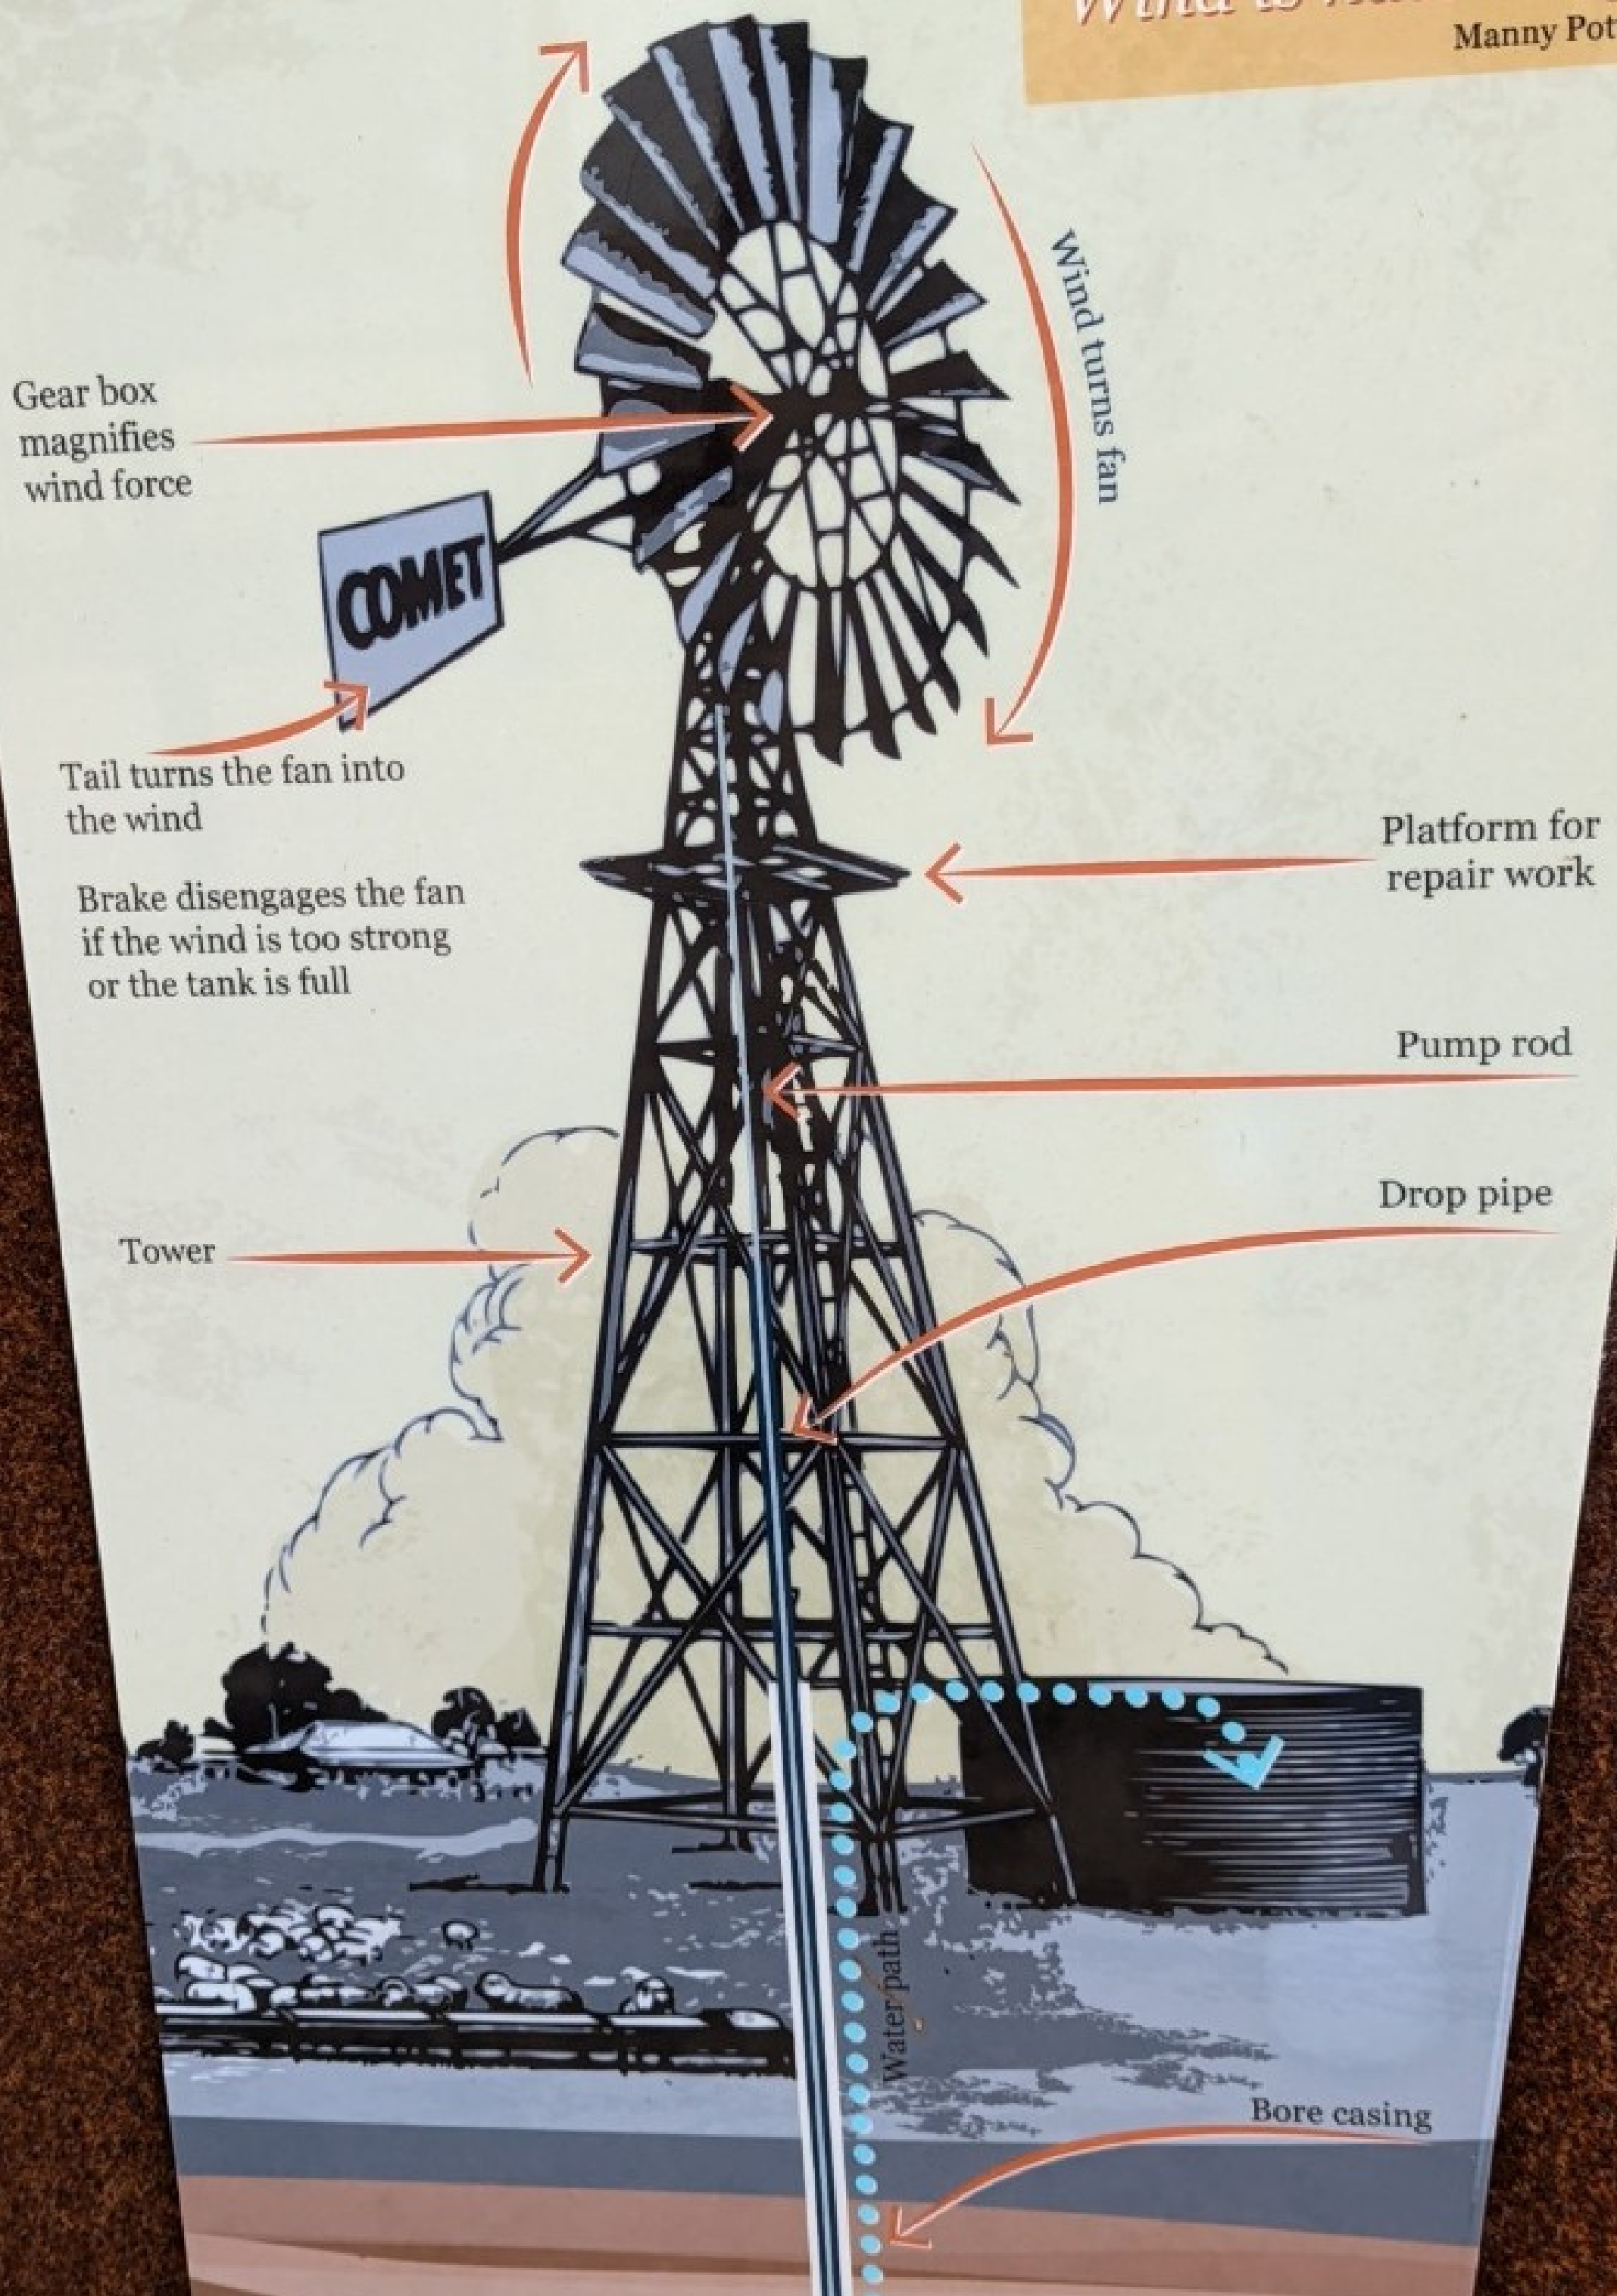 Wind is
Manny Pot
Wind turns fan
Gear box
magnifies
wind force
COMET
Tail turns the fan into
the wind
Brake disengages the fan
if the wind is too strong
or the tank is full
Platform for
repair work
Pump rod
Drop pipe
Tower
Water path
Bore casing